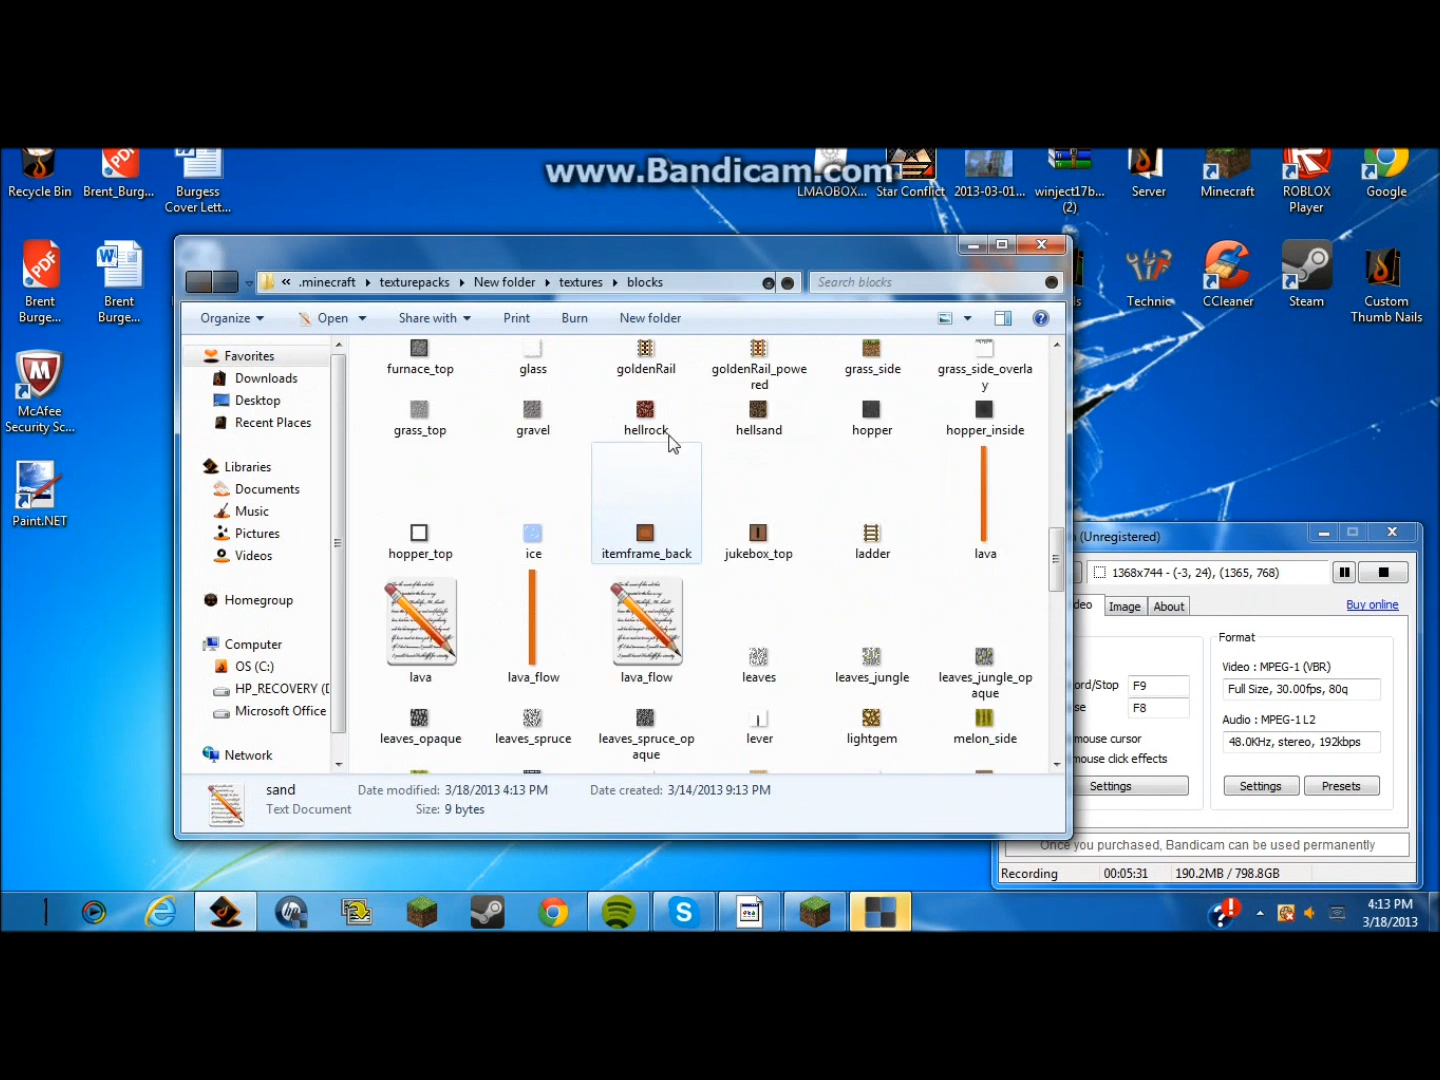 www.Bandicam.com
Recycle Bin
Brent_Burg...
Burgess
Cover Lett...
LMAOBOX...
Star Conflict
2013-03-01...
winject17b...
(2)
Server
Minecraft
ROBLOX
Player
Google
PDF
Brent
Burge...
Brent
Burge...
Technic
CCleaner
Steam
Custom
Thumb Nails
McAfee
Security Sc...
Paint.NET
« .minecraft
texturepacks
New folder
textures
blocks
Search blocks
Organize
Open
Share with
Print
Burn
New folder
Favorites
Downloads
Desktop
Recent Places
Libraries
Documents
Music
Pictures
Videos
Homegroup
Computer
OS (C:)
HP_RECOVERY (D
Microsoft Office
Network
furnace_top
glass
goldenRail
goldenRail_powe
red
grass_side
grass_side_overla
y
grass_top
gravel
hellrock
hellsand
hopper
hopper_inside
hopper_top
ice
itemframe_back
jukebox_top
ladder
lava
lava
lava_flow
lava_flow
leaves
leaves_jungle
leaves_jungle_op
aque
leaves_opaque
leaves_spruce
leaves_spruce_op
aque
lever
lightgem
melon_side
sand
Text Document
Date modified: 3/18/2013 4:13 PM
Size: 9 bytes
Date created: 3/14/2013 9:13 PM
(Unregistered)
1368x744 - (-3, 24), (1365, 768)
deo
Image
About
Buy online
Format
Video : MPEG-1 (VBR)
Full Size, 30.00fps, 80q
Audio : MPEG-1 L2
48.0KHz, stereo, 192kbps
Settings
Presets
ord/Stop
F9
se
F8
mouse cursor
mouse click effects
Settings
Once you purchased, Bandicam can be used permanently
Recording
00:05:31
190.2MB / 798.8GB
4:13 PM
3/18/2013